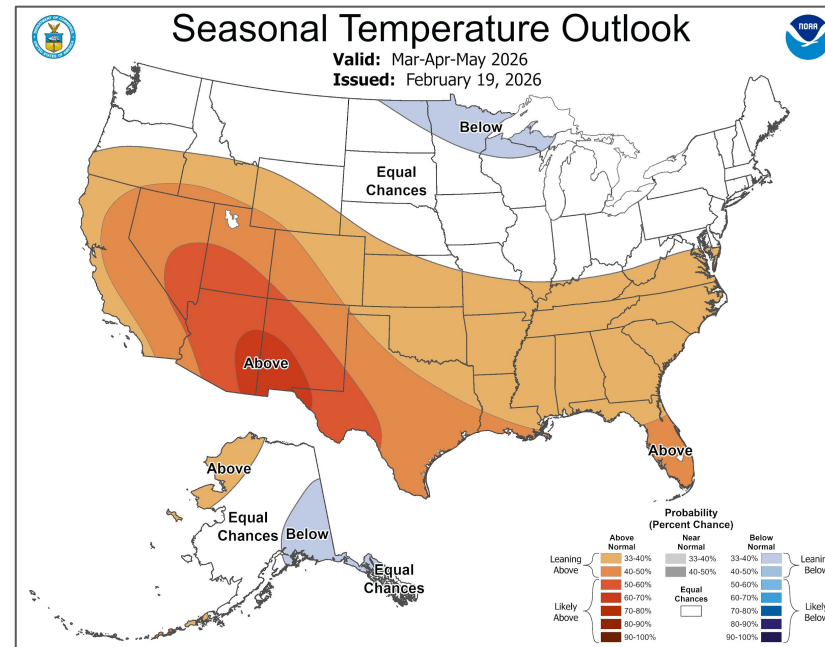 Seasonal Temperature Outlook
Valid: Mar-Apr-May 2026
Issued: February 19, 2026
NOAA
Below
Equal
Chances
Above
Above
Above
Equal
Chances
Below
Equal
Chances
Probability
(Percent Chance)
Above
Normal
Near
Normal
Below
Normal
Leaning
Above
33-40%
40-50%
33-40%
40-50%
33-40%
40-50%
Equal
Chances
Likely
Above
50-60%
60-70%
70-80%
80-90%
90-100%
50-60%
60-70%
70-80%
80-90%
90-100%
Likely